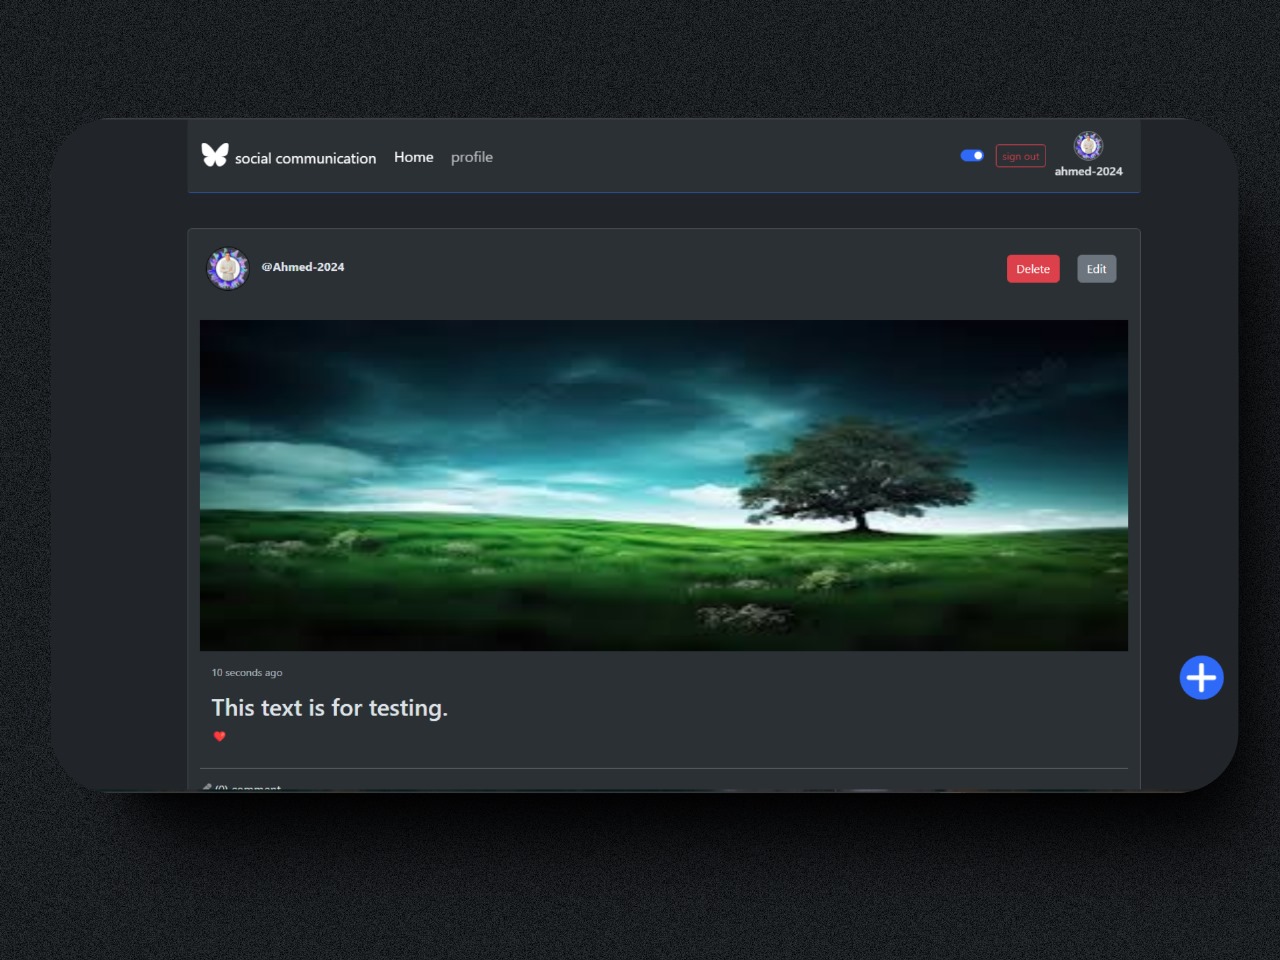 social communication
Home
profile
sign out
ahmed-2024
@Ahmed-2024
Delete
Edit
10 seconds ago
This text is for testing.
❤️
(0) comment